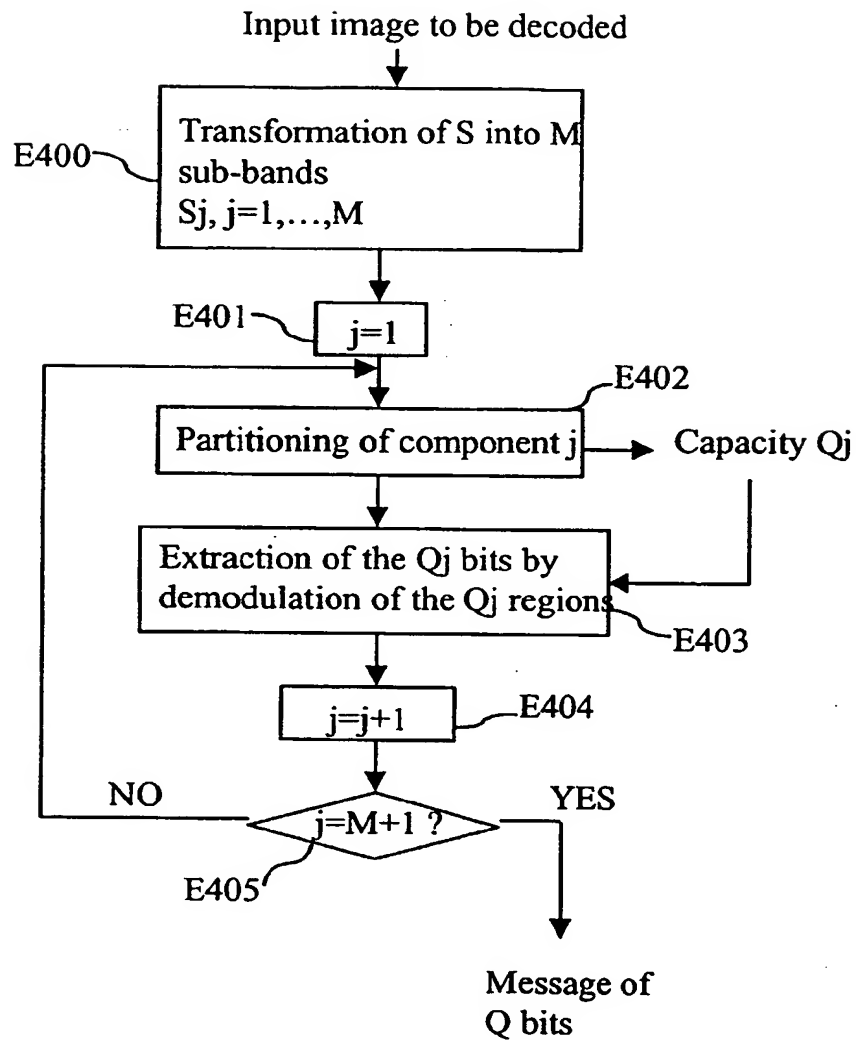 Input image to be decoded
Transformation of S into M
sub-bands
Sj, j=1,...,M
E400
E401
j=1
E402
Partitioning of component j
Capacity Qj
Extraction of the Qj bits by
demodulation of the Qj regions
E403
j=j+1
E404
NO
j=M+1 ?
YES
E405
Message of
Q bits